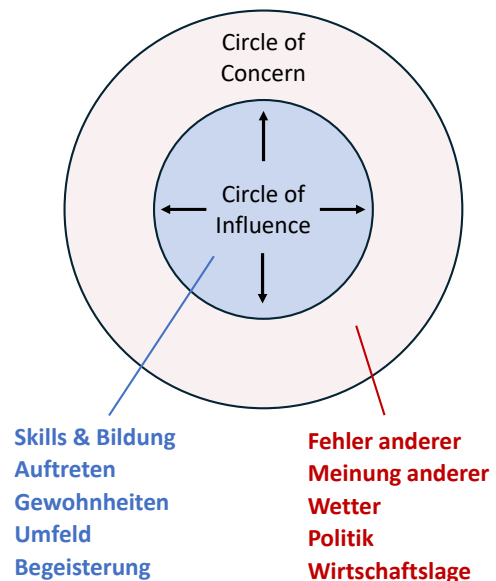 Circle of
Concern
Circle of
Influence
Skills & Bildung
Auftreten
Gewohnheiten
Umfeld
Begeisterung
Fehler anderer
Meinung anderer
Wetter
Politik
Wirtschaftslage